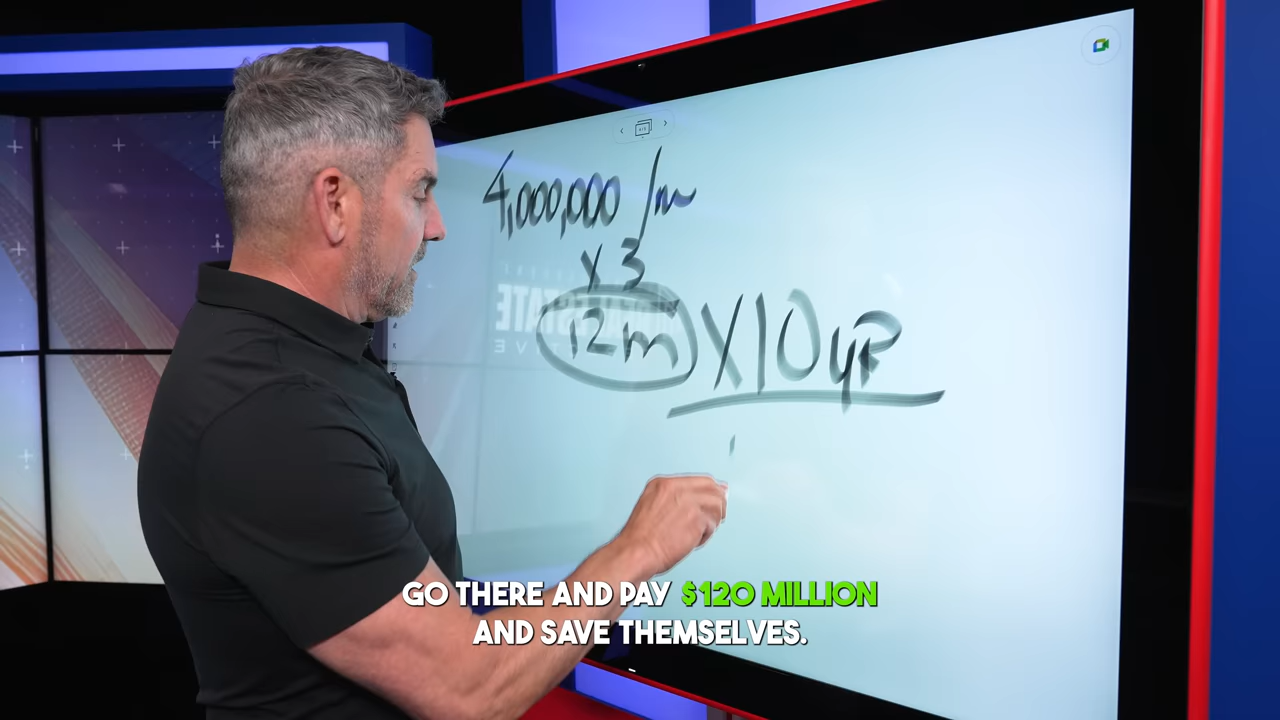 4,000,000 /m
X 3
12m X 10 yR
GO THERE AND PAY $120 MILLION
AND SAVE THEMSELVES.